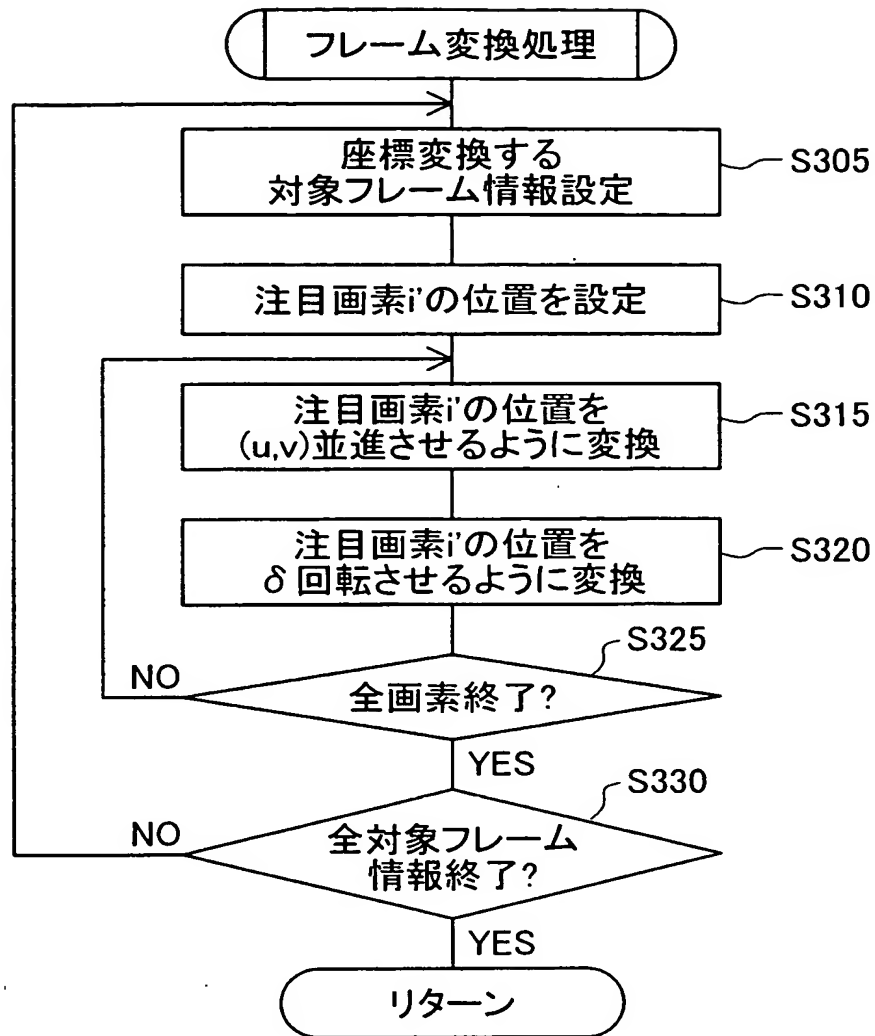 フレーム変換処理
座標変換する
対象フレーム情報設定
S305
注目画素i'の位置を設定
S310
注目画素i'の位置を
(u,v)並進させるように変換
S315
注目画素i'の位置を
δ回転させるように変換
S320
S325
NO
全画素終了?
YES
S330
NO
全対象フレーム
情報終了?
YES
リターン